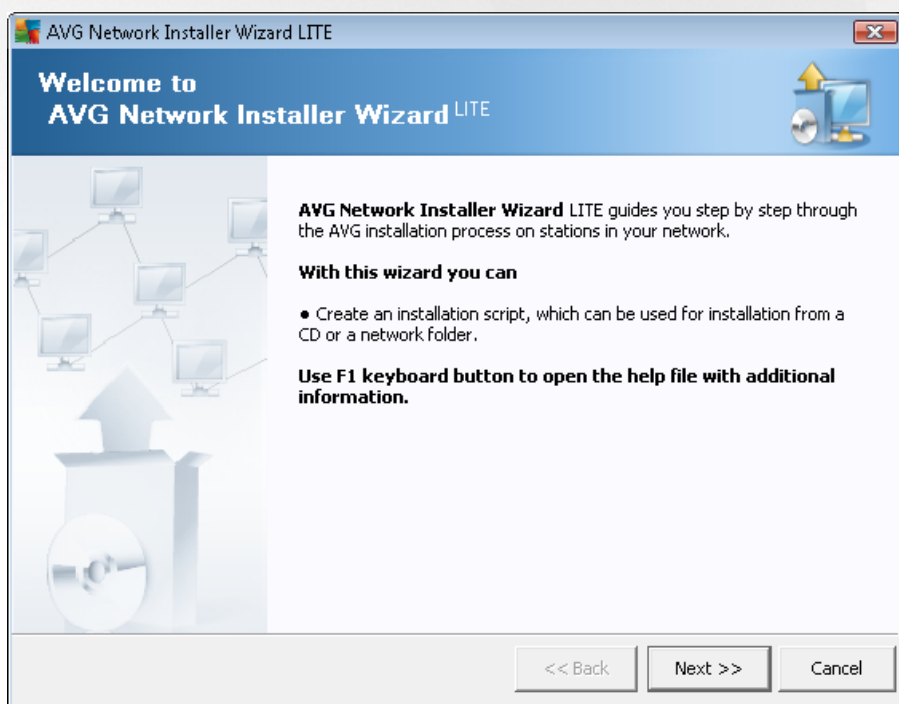 AVG Network Installer Wizard LITE
Welcome to
AVG Network Installer Wizard LITE
AVG Network Installer Wizard LITE guides you step by step through
the AVG installation process on stations in your network.
With this wizard you can
● Create an installation script, which can be used for installation from a
CD or a network folder.
Use F1 keyboard button to open the help file with additional
information.
<< Back Next >> Cancel